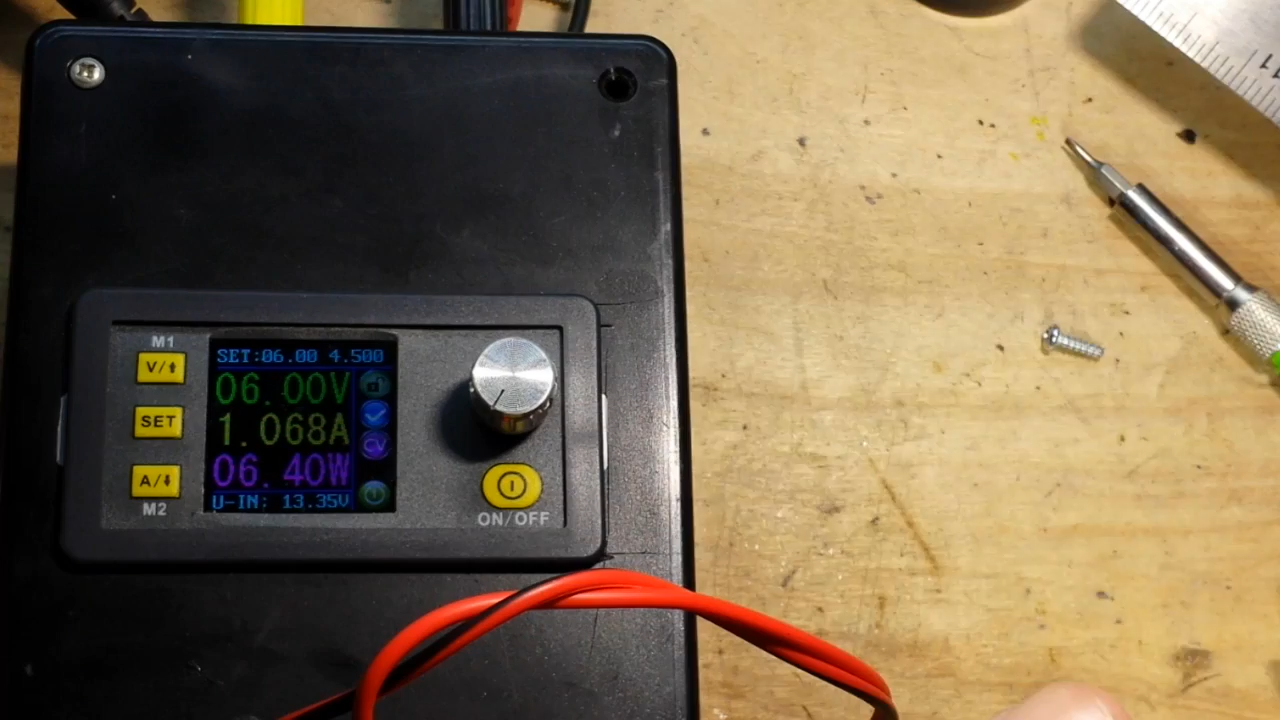 M1
V/⬆
SET
A/⬇
M2
SET:06.00 4.500
06.00V
1.068A
06.40W
U-IN: 13.35V
CV
ON/OFF
11